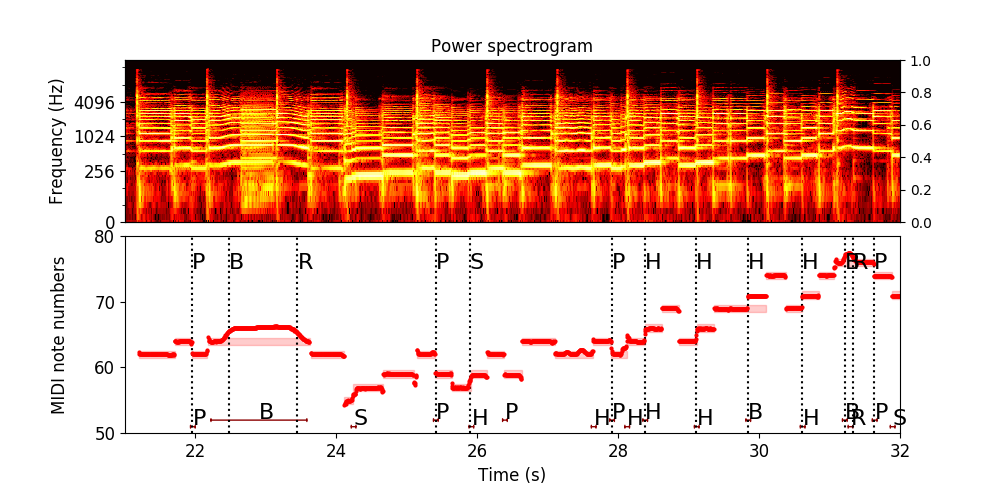 Power spectrogram
Frequency (Hz)
4096
1024
256
0
1.0
0.8
0.6
0.4
0.2
0.0
MIDI note numbers
80
70
60
50
P B R P S P H H H H B R P
P B S P H P H P H H H B H B R P S
22 24 26 28 30 32
Time (s)